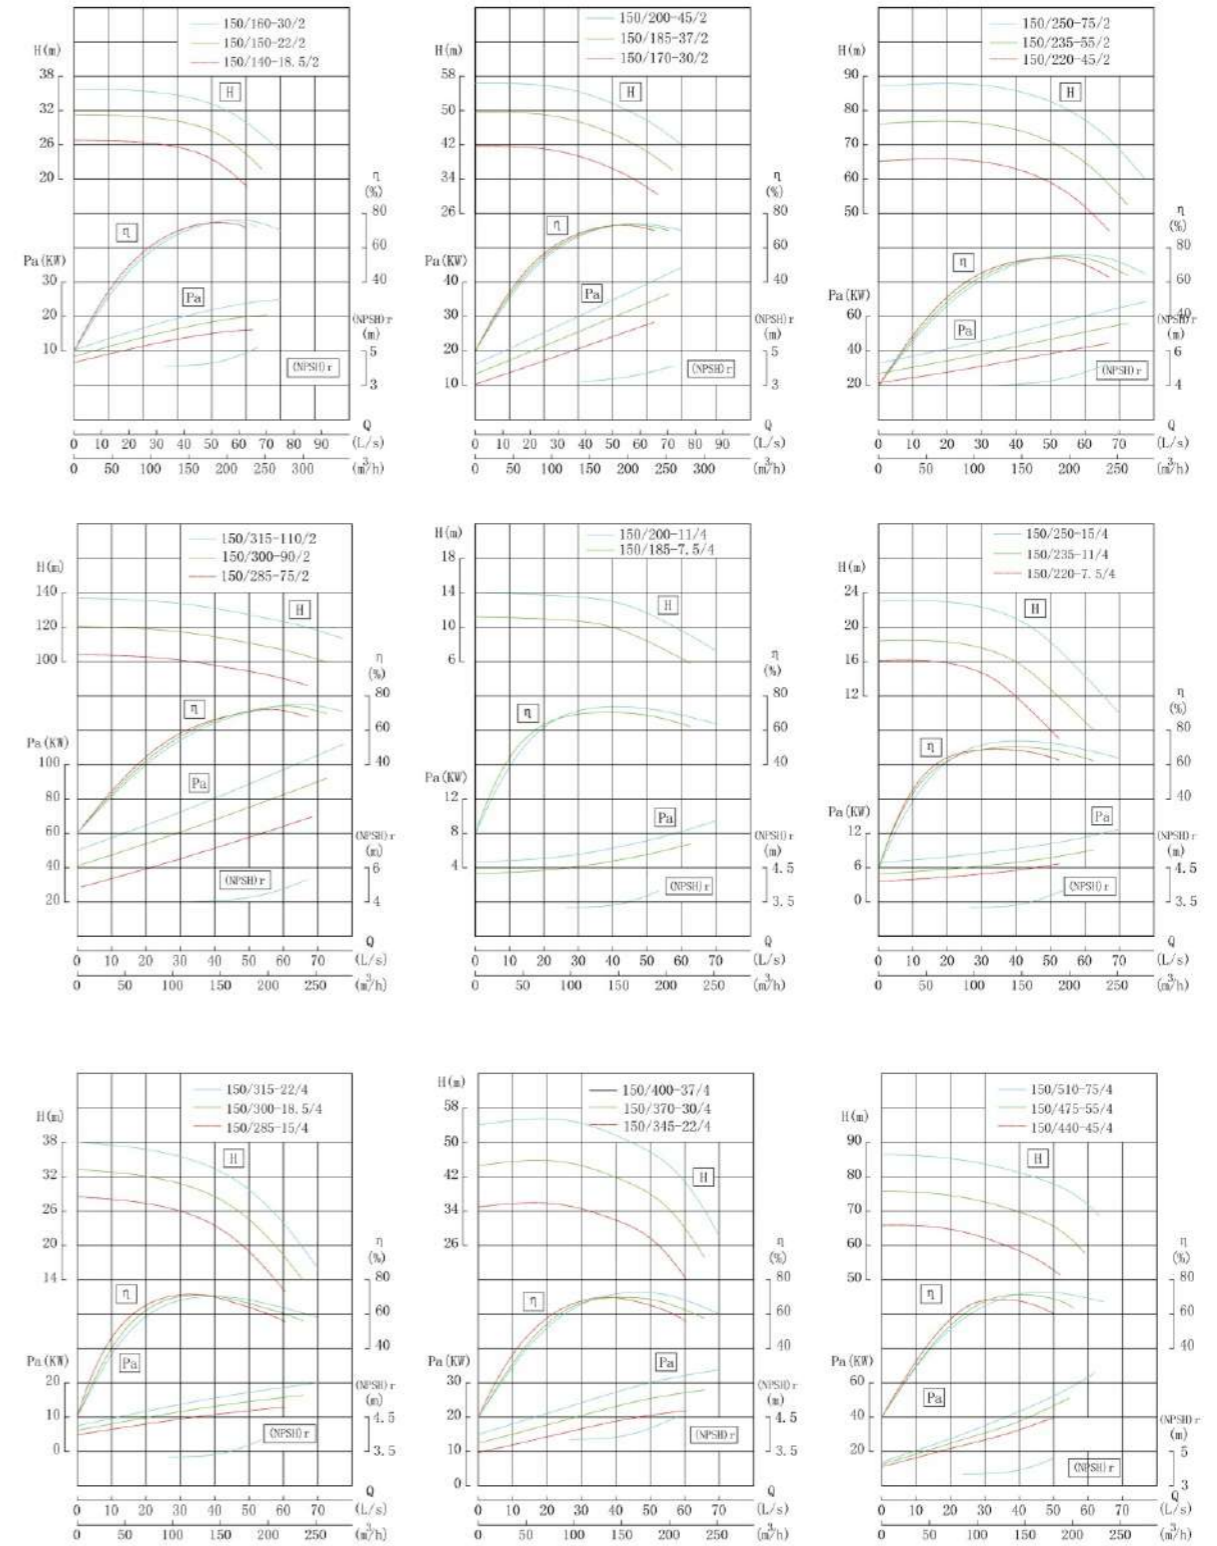 150/160-30/2
150/150-22/2
150/140-18.5/2
H(m)
38
32
26
20
H
η
(%)
80
60
40
η
Pa(KW)
30
20
10
Pa
(NPSH)r
(m)
5
3
(NPSH)r
Q
0 10 20 30 40 50 60 70 80 90 (L/s)
0 50 100 150 200 250 300 (m³/h)
150/200-45/2
150/185-37/2
150/170-30/2
H(m)
58
50
42
34
26
H
η
(%)
80
60
40
η
Pa(KW)
40
30
20
10
Pa
(NPSH)r
(m)
5
3
(NPSH)r
Q
0 10 20 30 40 50 60 70 80 90 (L/s)
0 50 100 150 200 250 300 (m³/h)
150/250-75/2
150/235-55/2
150/220-45/2
H(m)
90
80
70
60
50
H
η
(%)
80
60
40
η
Pa(KW)
60
40
20
Pa
(NPSH)r
(m)
6
4
(NPSH)r
Q
0 10 20 30 40 50 60 70 (L/s)
0 50 100 150 200 250 (m³/h)
150/315-110/2
150/300-90/2
150/285-75/2
H(m)
140
120
100
H
η
(%)
80
60
40
η
Pa(KW)
100
80
60
40
20
Pa
(NPSH)r
(m)
6
4
(NPSH)r
Q
0 10 20 30 40 50 60 70 (L/s)
0 50 100 150 200 250 (m³/h)
150/200-11/4
150/185-7.5/4
H(m)
18
14
10
6
H
η
(%)
80
60
40
η
Pa(KW)
12
8
4
Pa
(NPSH)r
(m)
4.5
3.5
(NPSH)r
Q
0 10 20 30 40 50 60 70 (L/s)
0 50 100 150 200 250 (m³/h)
150/250-15/4
150/235-11/4
150/220-7.5/4
H(m)
24
20
16
12
H
η
(%)
80
60
40
η
Pa(KW)
12
6
0
Pa
(NPSH)r
(m)
4.5
3.5
(NPSH)r
Q
0 10 20 30 40 50 60 70 (L/s)
0 50 100 150 200 250 (m³/h)
150/315-22/4
150/300-18.5/4
150/285-15/4
H(m)
38
32
26
20
14
H
η
(%)
80
60
40
η
Pa(KW)
20
10
0
Pa
(NPSH)r
(m)
4.5
3.5
(NPSH)r
Q
0 10 20 30 40 50 60 70 (L/s)
0 50 100 150 200 250 (m³/h)
150/400-37/4
150/370-30/4
150/345-22/4
H(m)
58
50
42
34
26
H
η
(%)
80
60
40
η
Pa(KW)
30
20
10
0
Pa
(NPSH)r
(m)
4.5
3.5
(NPSH)r
Q
0 10 20 30 40 50 60 70 (L/s)
0 50 100 150 200 250 (m³/h)
150/510-75/4
150/475-55/4
150/440-45/4
H(m)
90
80
70
60
50
H
η
(%)
80
60
40
η
Pa(KW)
60
40
20
Pa
(NPSH)r
(m)
5
3
(NPSH)r
Q
0 10 20 30 40 50 60 70 (L/s)
0 50 100 150 200 250 (m³/h)